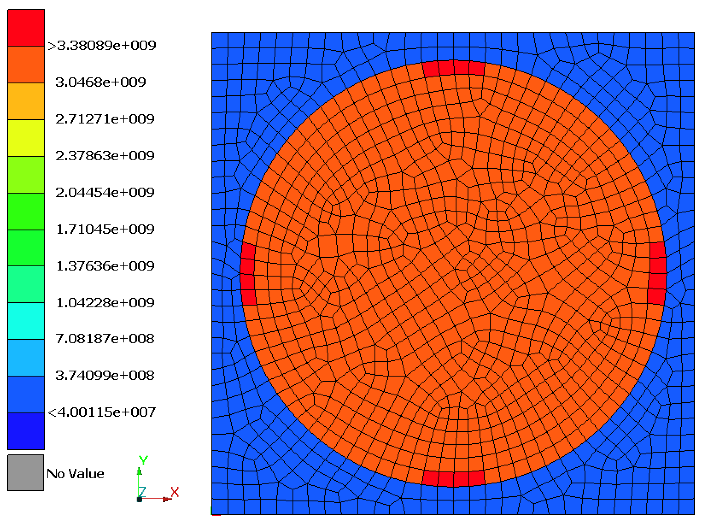 >3.38089e+009
3.0468e+009
2.71271e+009
2.37863e+009
2.04454e+009
1.71045e+009
1.37636e+009
1.04228e+009
7.08187e+008
3.74099e+008
<4.00115e+007
No Value
Y
Z
X